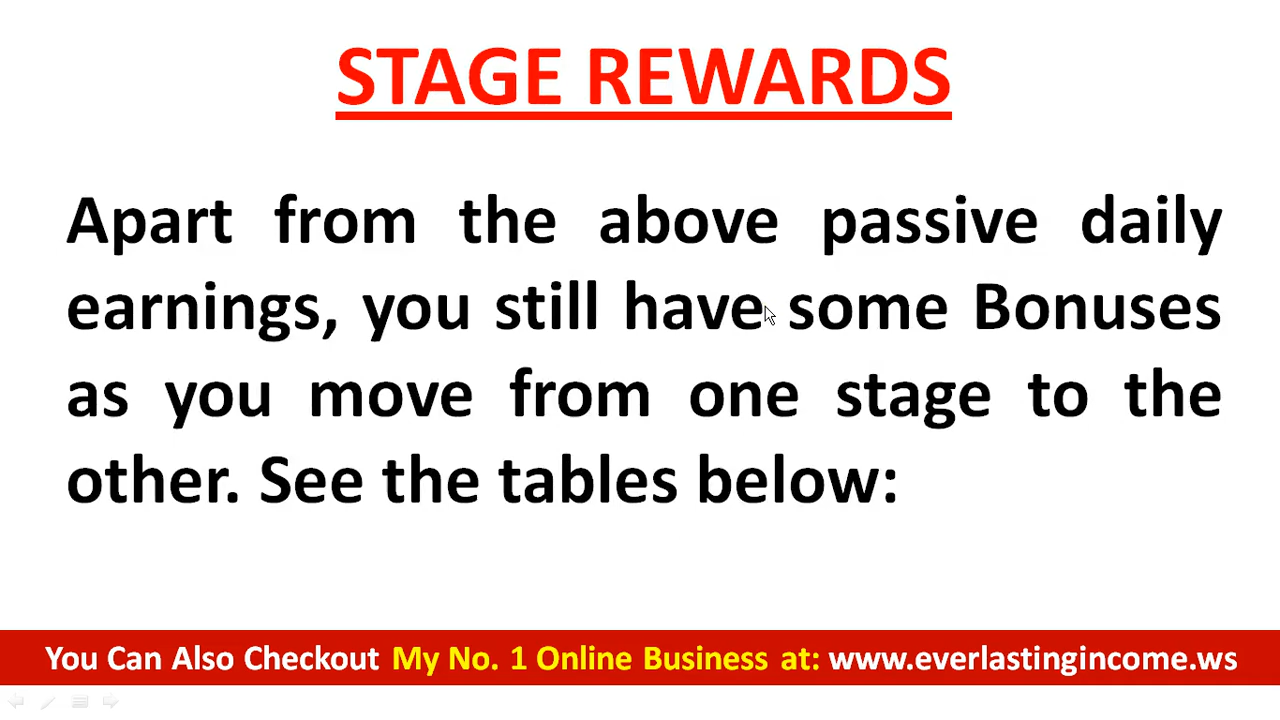 STAGE REWARDS
Apart from the above passive daily
earnings, you still have some Bonuses
as you move from one stage to the
other. See the tables below:
You Can Also Checkout My No. 1 Online Business at: www.everlastingincome.ws